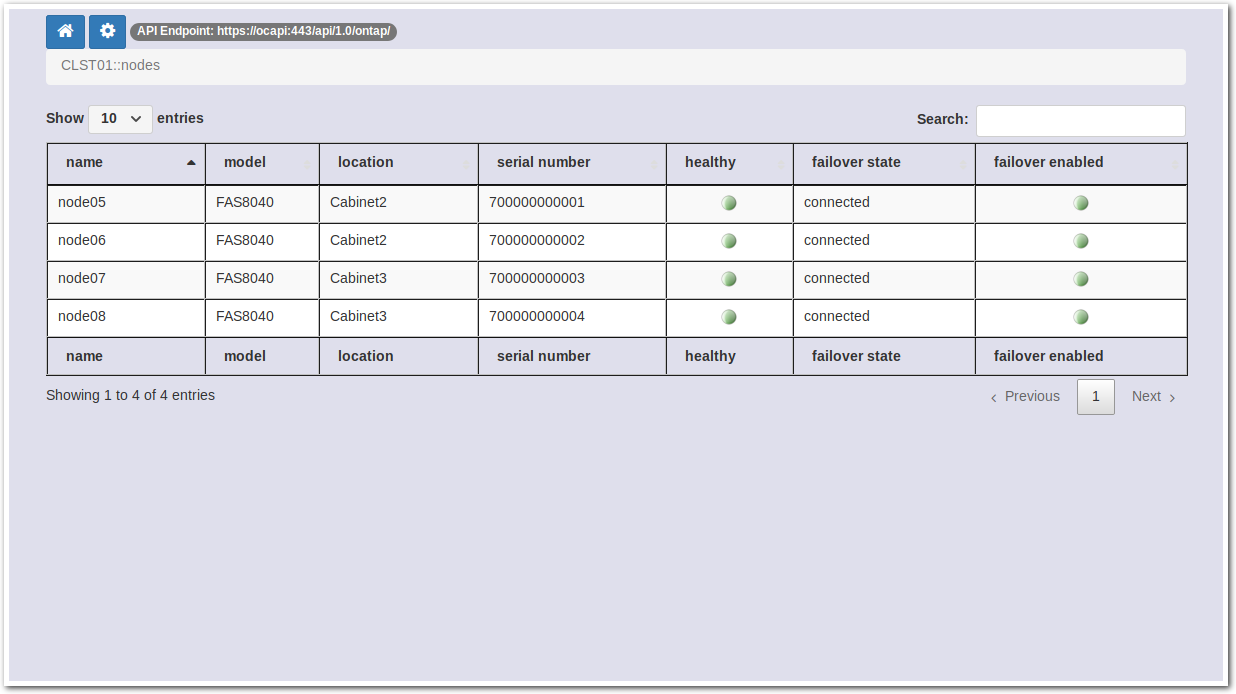 API Endpoint: https://ocapi:443/api/1.0/ontap/
CLST01::nodes
Show 10 entries Search:
name model location serial number healthy failover state failover enabled
node05 FAS8040 Cabinet2 700000000001 connected
node06 FAS8040 Cabinet2 700000000002 connected
node07 FAS8040 Cabinet3 700000000003 connected
node08 FAS8040 Cabinet3 700000000004 connected
name model location serial number healthy failover state failover enabled
Showing 1 to 4 of 4 entries ‹ Previous 1 Next ›